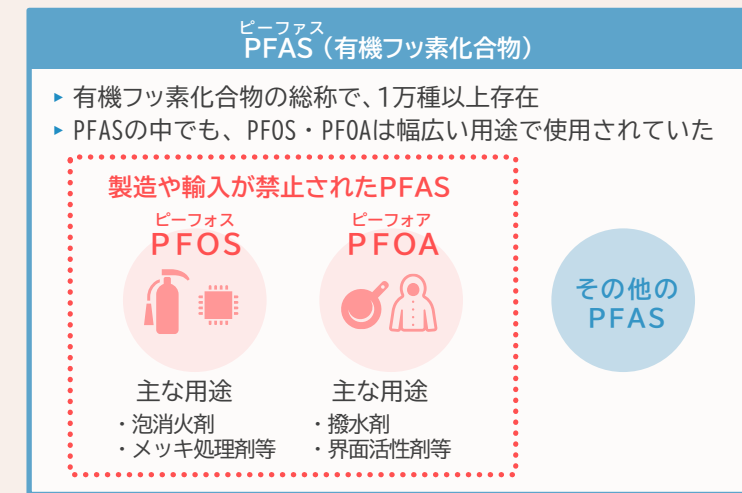 ピーファス
PFAS（有機フッ素化合物）
▸ 有機フッ素化合物の総称で、1万種以上存在
▸ PFASの中でも、PFOS・PFOAは幅広い用途で使用されていた
製造や輸入が禁止されたPFAS
ピーフォス
PFOS
ピーフォア
PFOA
その他の
PFAS
主な用途
・泡消火剤
・メッキ処理剤等
主な用途
・撥水剤
・界面活性剤等